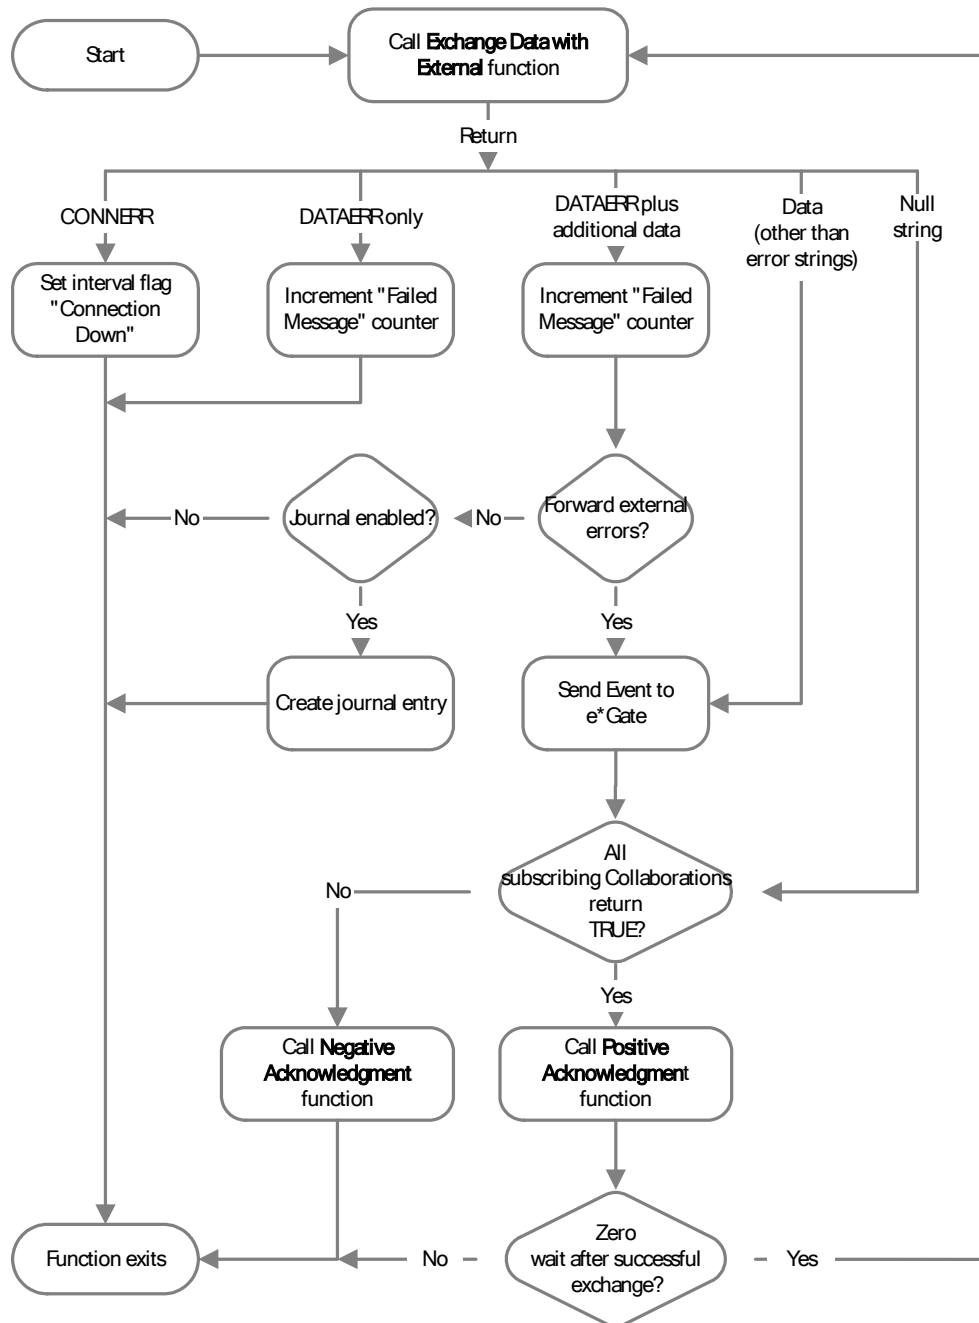 Start
Call Exchange Data with
External function
Return
CONNERR
DATAERR only
DATAERR plus
additional data
Data
(other than
error strings)
Null
string
Set interval flag
"Connection
Down"
Increment "Failed
Message" counter
Increment "Failed
Message" counter
No
Journal enabled?
No
Forward external
errors?
Yes
Yes
Create journal entry
Send Event to
e*Gate
All
subscribing Collaborations
return
TRUE?
No
Yes
Call Negative
Acknowledgment
function
Call Positive
Acknowledgment
function
Function exits
No
Zero
wait after successful
exchange?
Yes